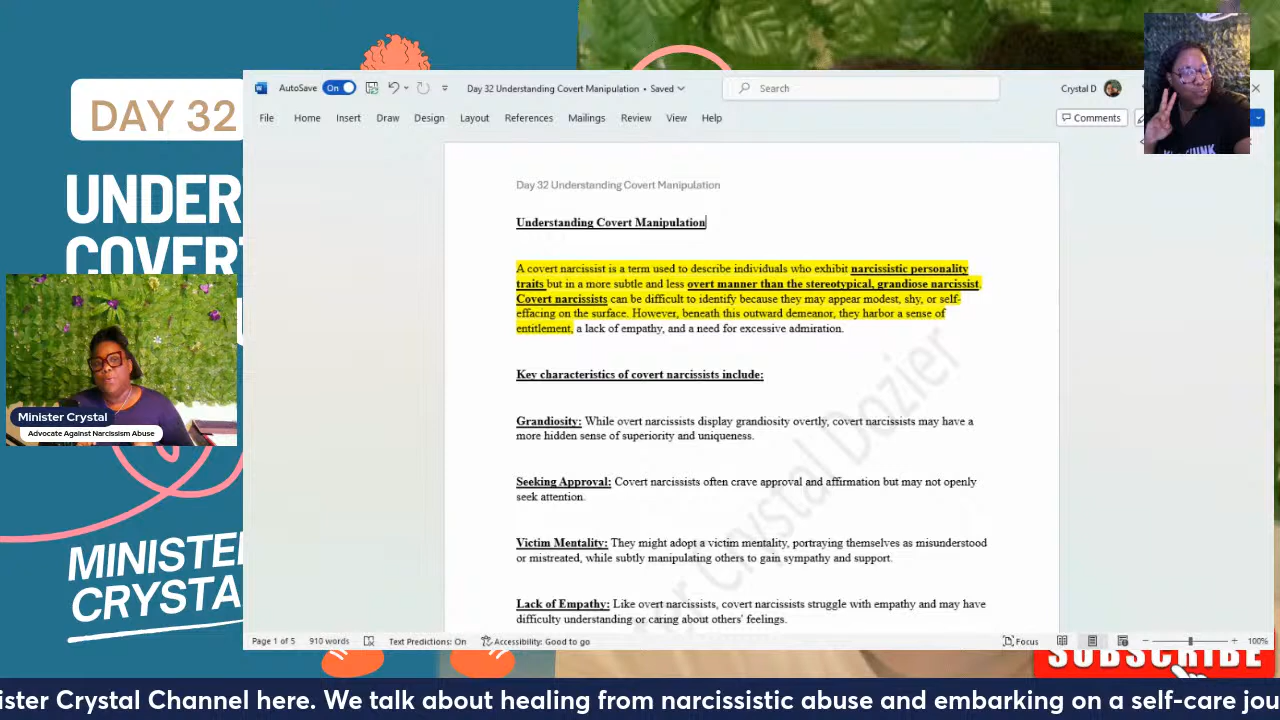 DAY 32
UNDER
COVERT
MINISTER
CRYSTA
Minister Crystal
Advocate Against Narcissism Abuse
AutoSave On
Day 32 Understanding Covert Manipulation • Saved
Search
Crystal D
File Home Insert Draw Design Layout References Mailings Review View Help
Comments
Day 32 Understanding Covert Manipulation
Understanding Covert Manipulation
A covert narcissist is a term used to describe individuals who exhibit narcissistic personality
traits but in a more subtle and less overt manner than the stereotypical, grandiose narcissist.
Covert narcissists can be difficult to identify because they may appear modest, shy, or self-
effacing on the surface. However, beneath this outward demeanor, they harbor a sense of
entitlement, a lack of empathy, and a need for excessive admiration.
Key characteristics of covert narcissists include:
Grandiosity: While overt narcissists display grandiosity overtly, covert narcissists may have a
more hidden sense of superiority and uniqueness.
Seeking Approval: Covert narcissists often crave approval and affirmation but may not openly
seek attention.
Victim Mentality: They might adopt a victim mentality, portraying themselves as misunderstood
or mistreated, while subtly manipulating others to gain sympathy and support.
Lack of Empathy: Like overt narcissists, covert narcissists struggle with empathy and may have
difficulty understanding or caring about others' feelings.
Crystal Dozier
Page 1 of 5 910 words Text Predictions: On Accessibility: Good to go
Focus 100%
SUBSCRIBE
ister Crystal Channel here. We talk about healing from narcissistic abuse and embarking on a self-care jou